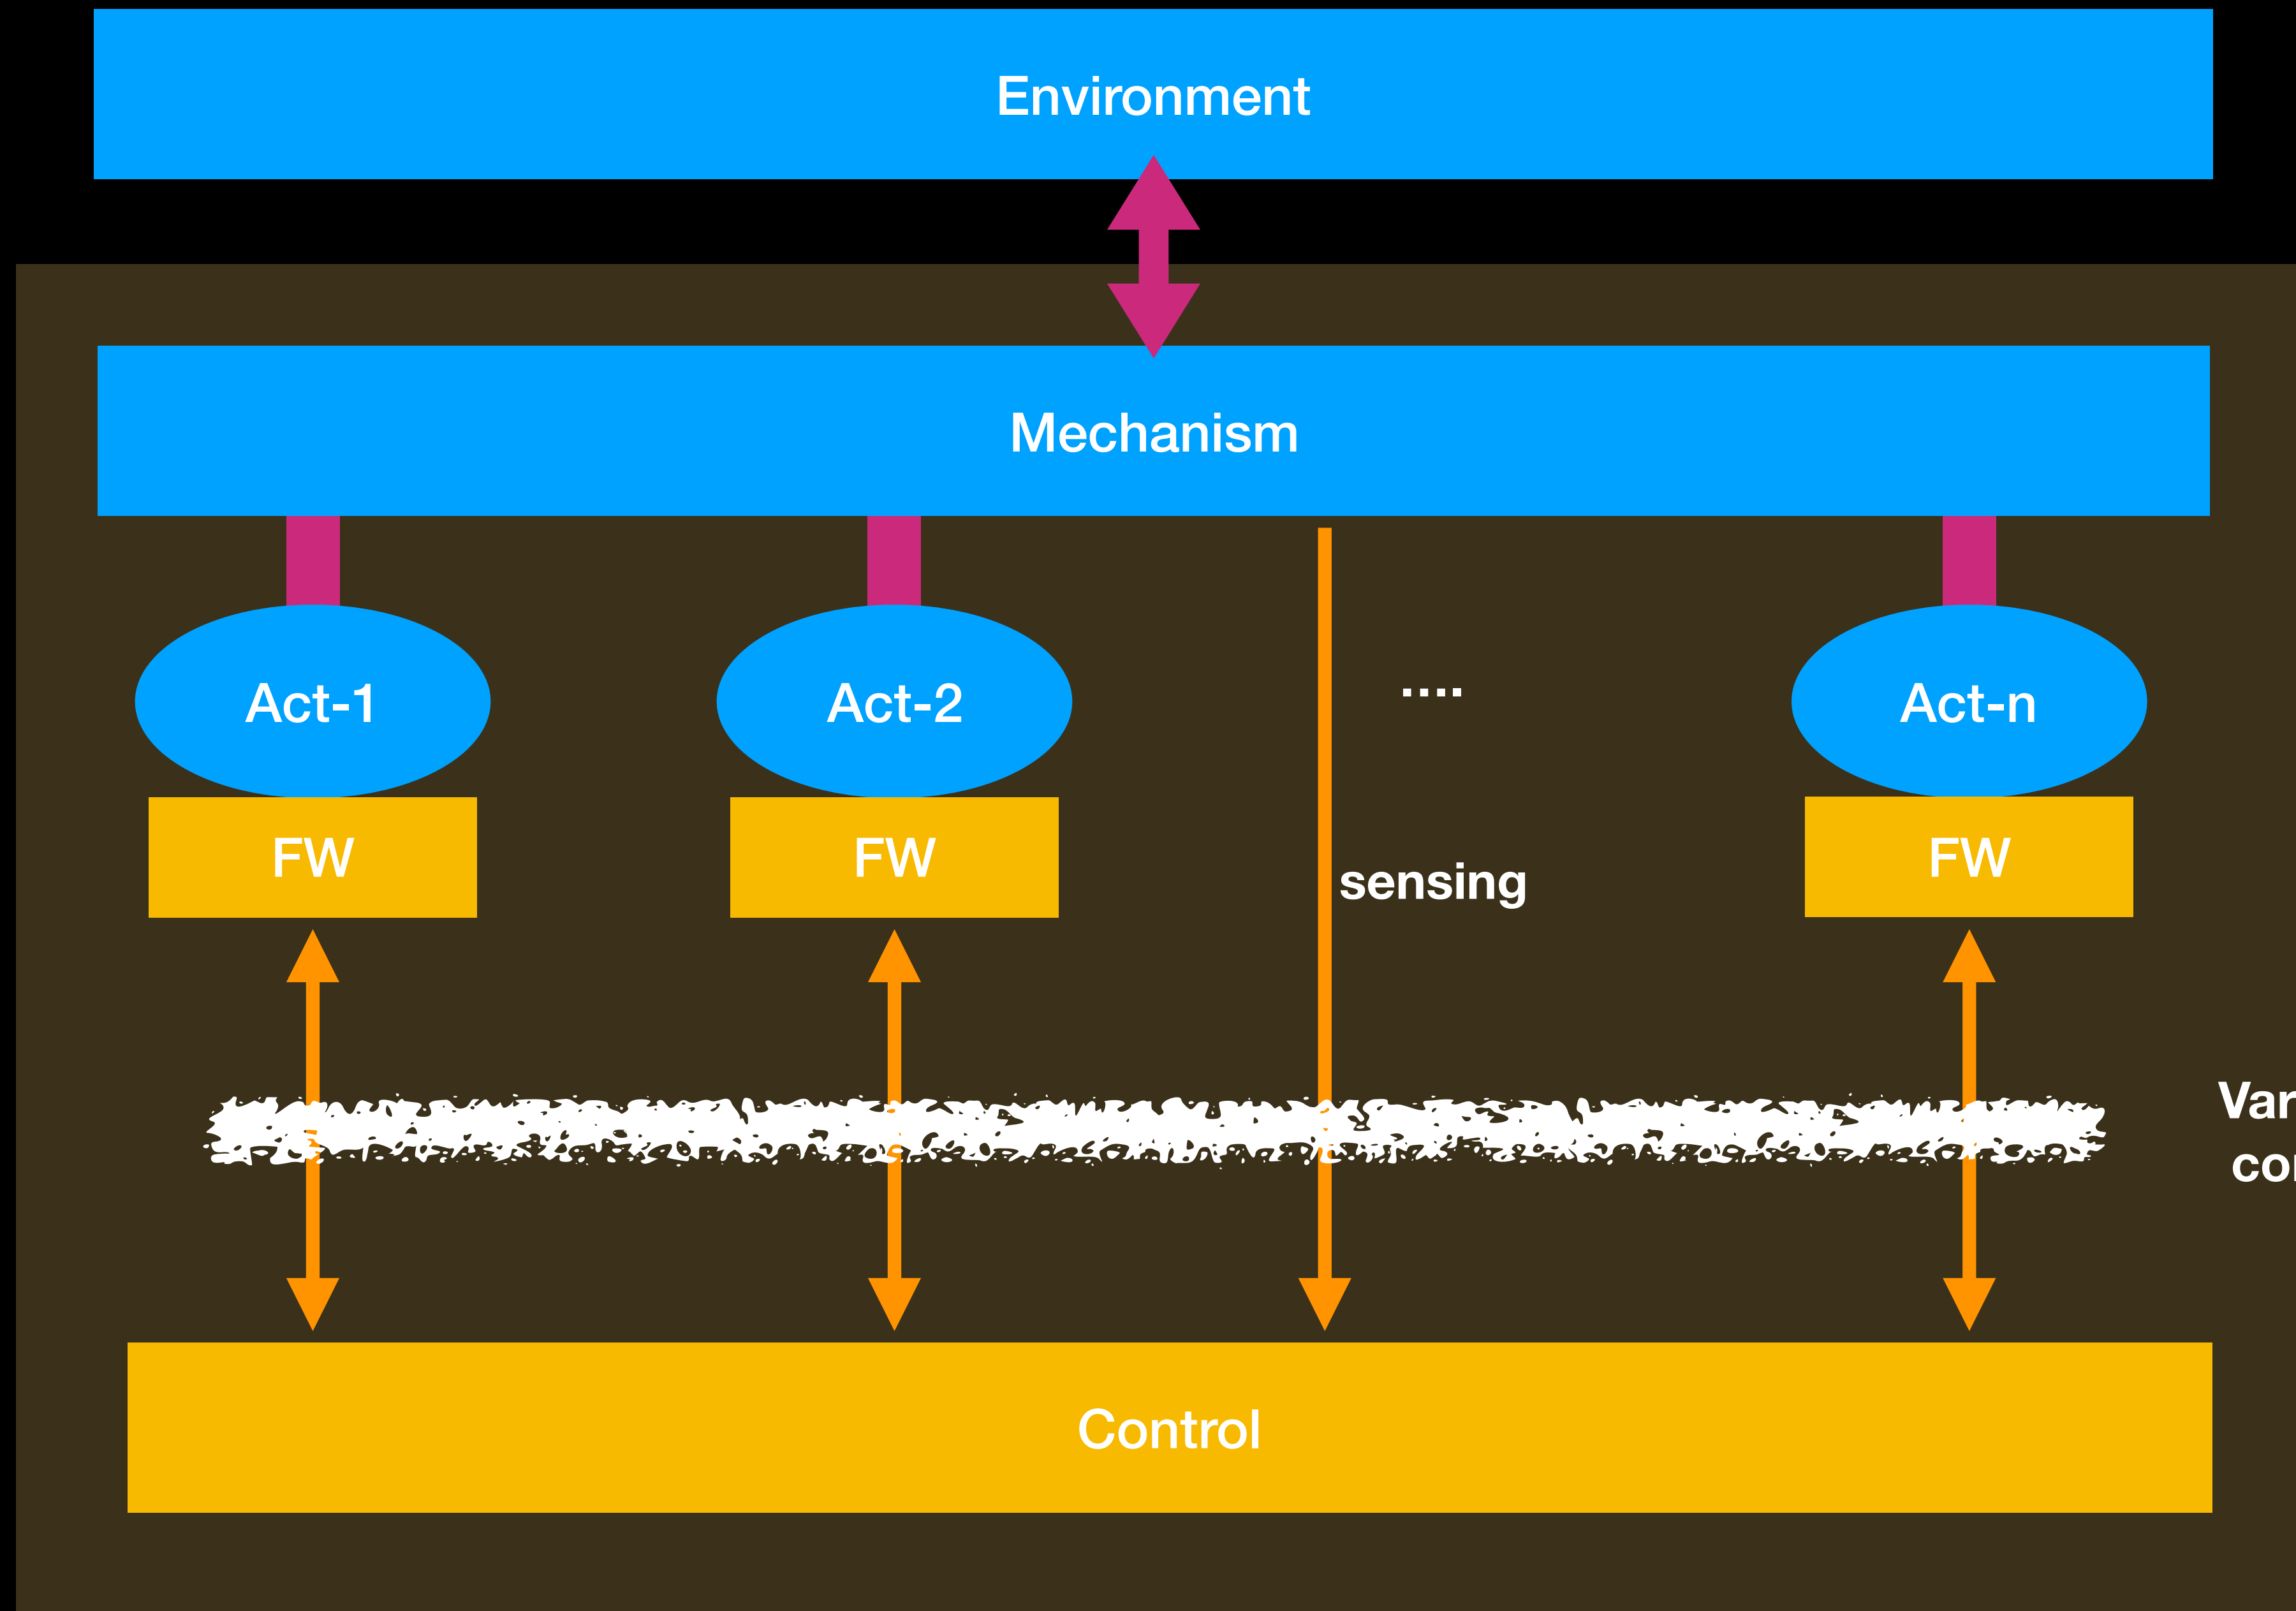 Environment
Mechanism
Act-1
Act-2
....
Act-n
FW
FW
sensing
FW
Control